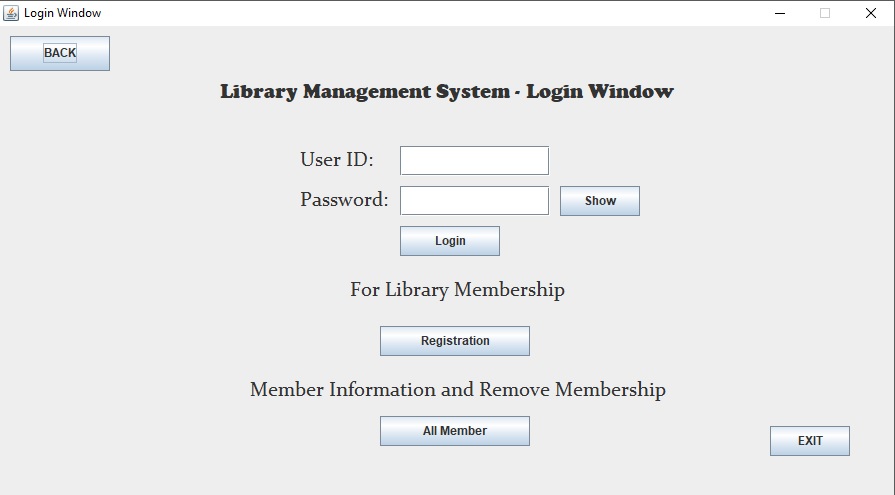 Login Window
BACK
Library Management System - Login Window
User ID:
Password:
Show
Login
For Library Membership
Registration
Member Information and Remove Membership
All Member
EXIT